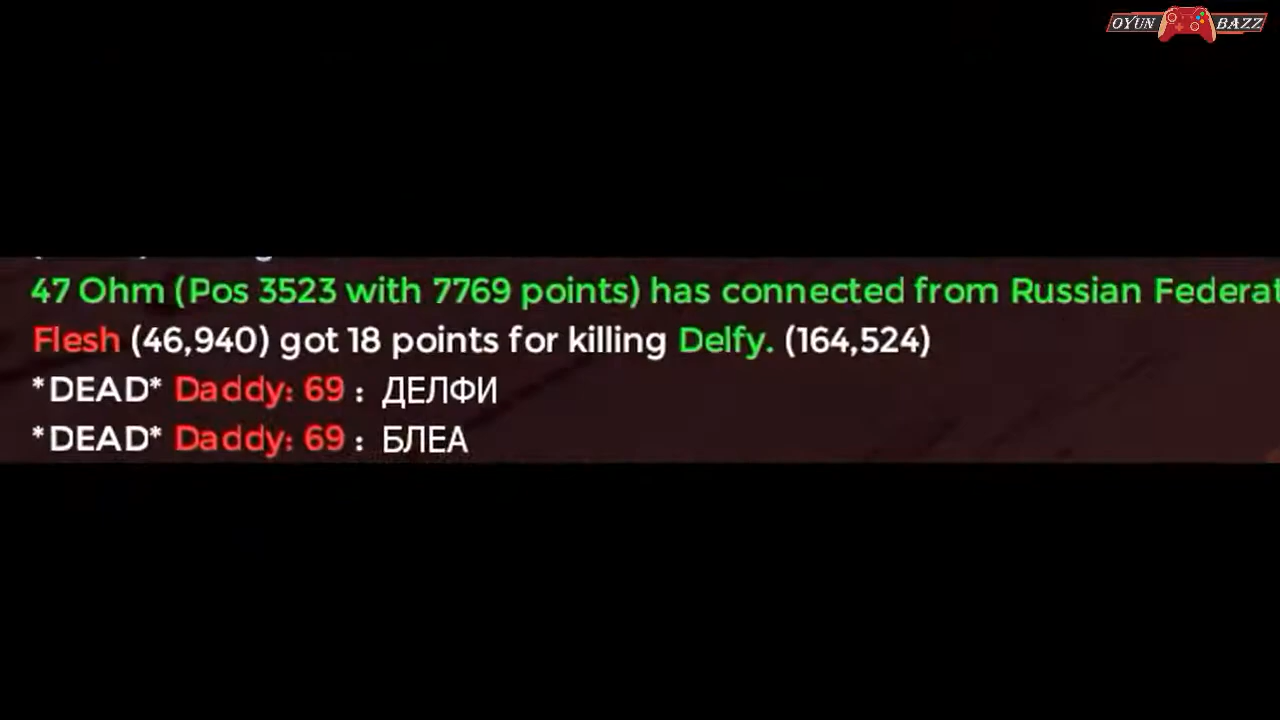 OYUN BAZZ
47 Ohm (Pos 3523 with 7769 points) has connected from Russian Federat
Flesh (46,940) got 18 points for killing Delfy. (164,524)
*DEAD* Daddy: 69 : ДЕЛФИ
*DEAD* Daddy: 69 : БЛЕА